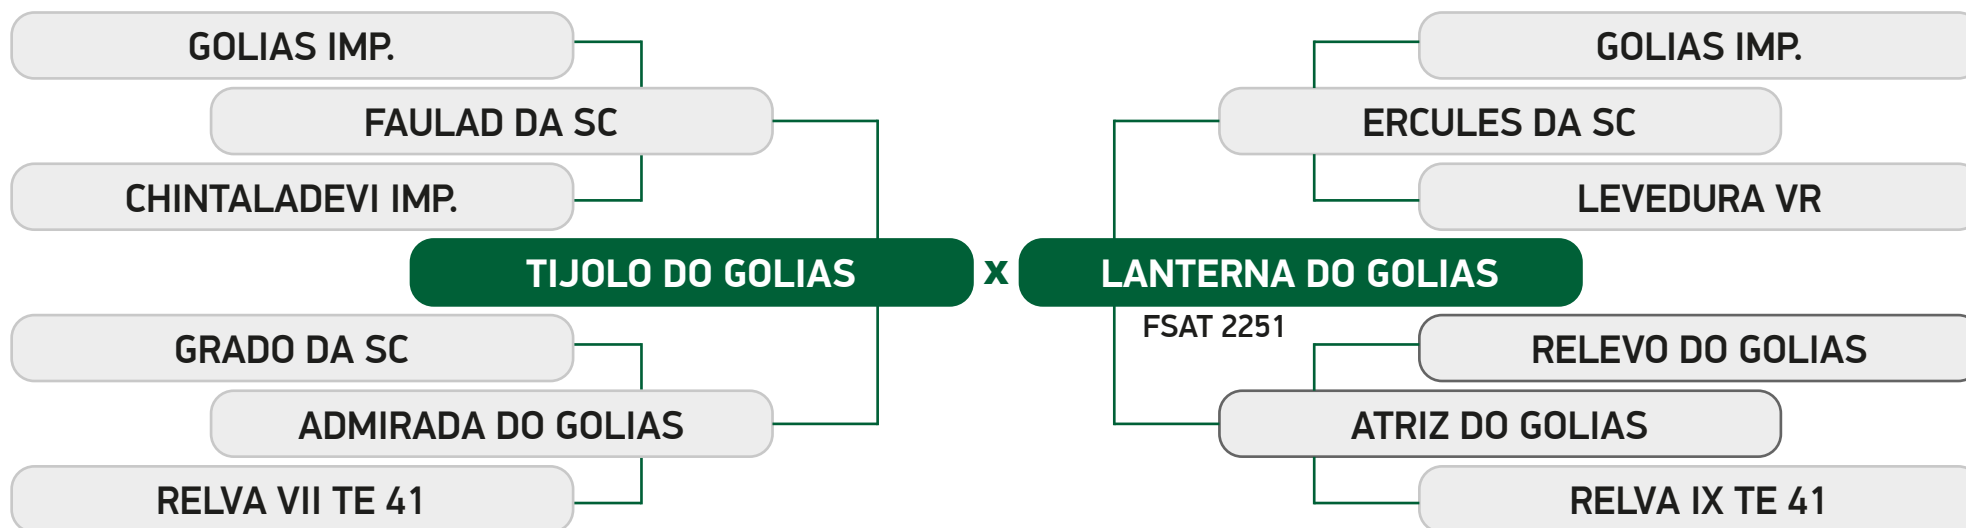 GOLIAS IMP.
FAULAD DA SC
CHINTALADEVI IMP.
TIJOLO DO GOLIAS
GRADO DA SC
ADMIRADA DO GOLIAS
RELVA VII TE 41
x
GOLIAS IMP.
ERCULES DA SC
LEVEDURA VR
LANTERNA DO GOLIAS
FSAT 2251
RELEVO DO GOLIAS
ATRIZ DO GOLIAS
RELVA IX TE 41